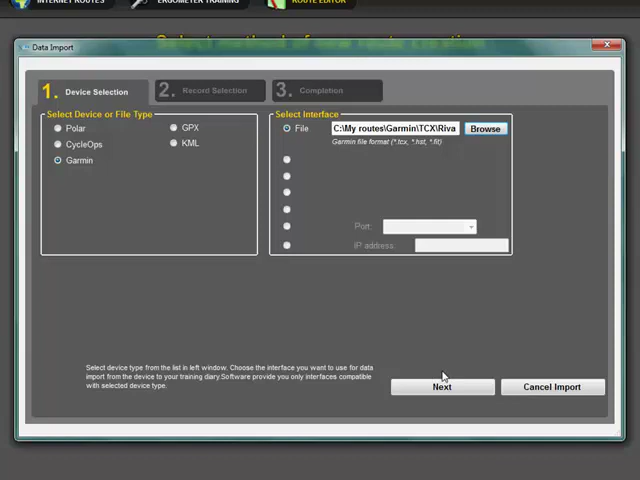 INTERNET ROUTES
ERGOMETER TRAINING
ROUTE EDITOR
Data Import
1. Device Selection
2. Record Selection
3. Completion
Select Device or File Type
Polar
GPX
CycleOps
KML
Garmin
Select Interface
File
C:\My routes\Garmin\TCX\Riva
Browse
Garmin file format (*.tcx, *.hst, *.fit)
Port:
IP address:
Select device type from the list in left window. Choose the interface you want to use for data
import from the device to your training diary.Software provide you only interfaces compatible
with selected device type.
Next
Cancel Import